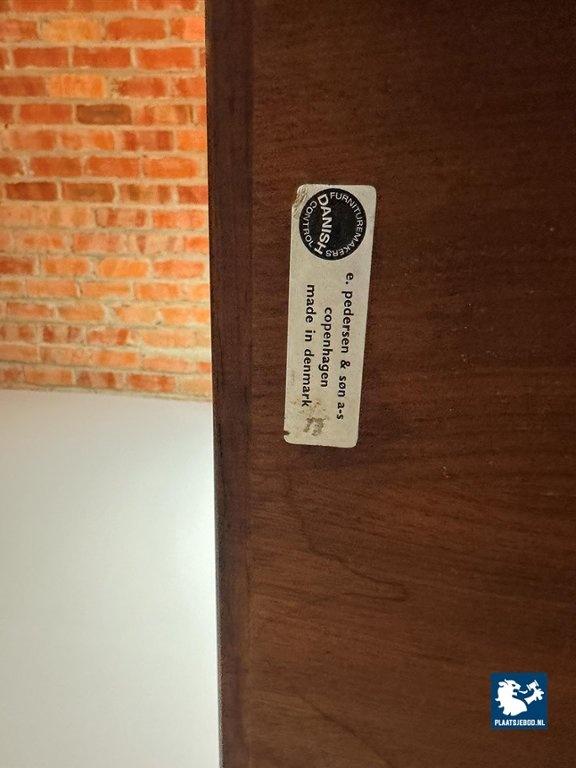 DANISH
FURNITUREMAKERS
CONTROL
e. pedersen & søn a-s
copenhagen
made in denmark
PLAATSJEBOD.NL